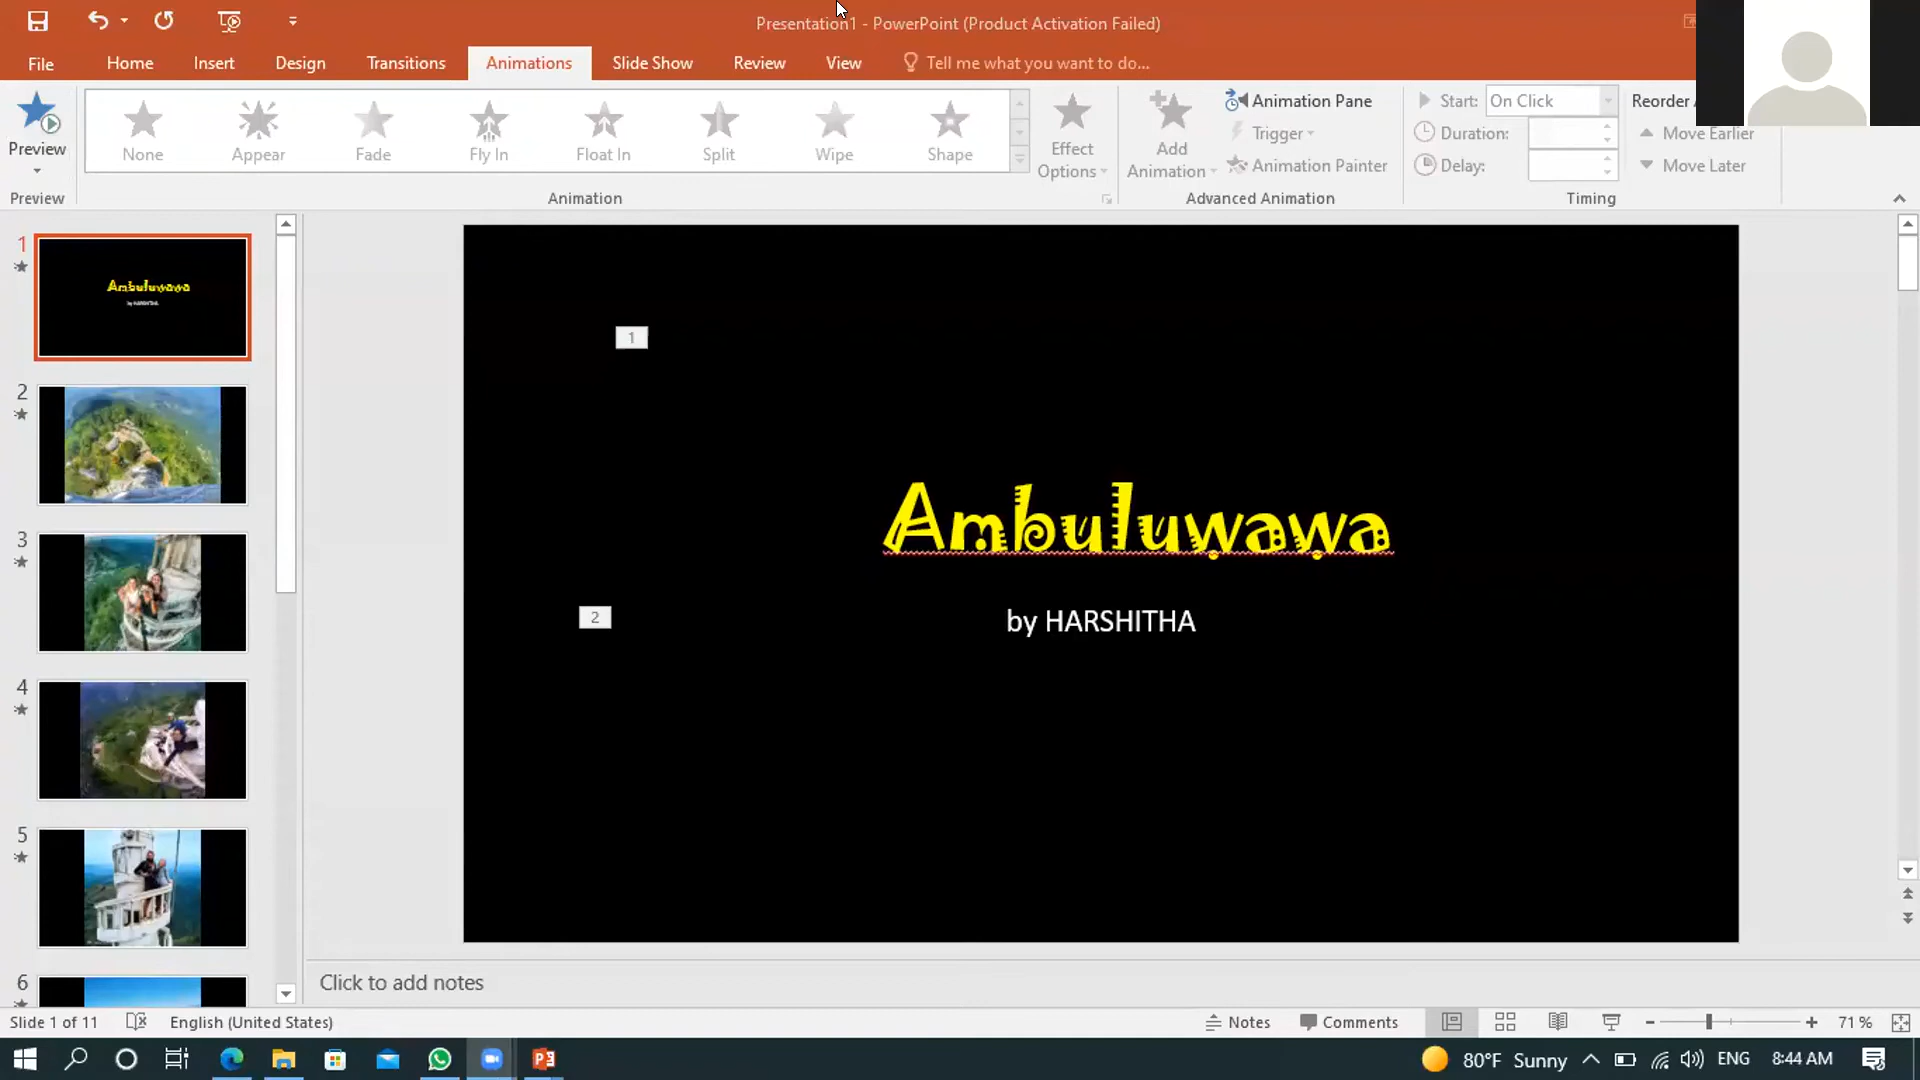 Presentation1 - PowerPoint (Product Activation Failed)
File
Home
Insert
Design
Transitions
Animations
Slide Show
Review
View
Tell me what you want to do...
Preview
None
Appear
Fade
Fly In
Float In
Split
Wipe
Shape
Effect
Options
Add
Animation
Animation Pane
Trigger
Animation Painter
Start:
On Click
Duration:
Delay:
Reorder
Move Earlier
Move Later
Preview
Animation
Advanced Animation
Timing
1
Ambuluwawa
by HARSHITHA
2
3
4
5
6
1
Ambuluwawa
2
by HARSHITHA
Click to add notes
Slide 1 of 11
English (United States)
Notes
Comments
71 %
80°F Sunny
ENG
8:44 AM